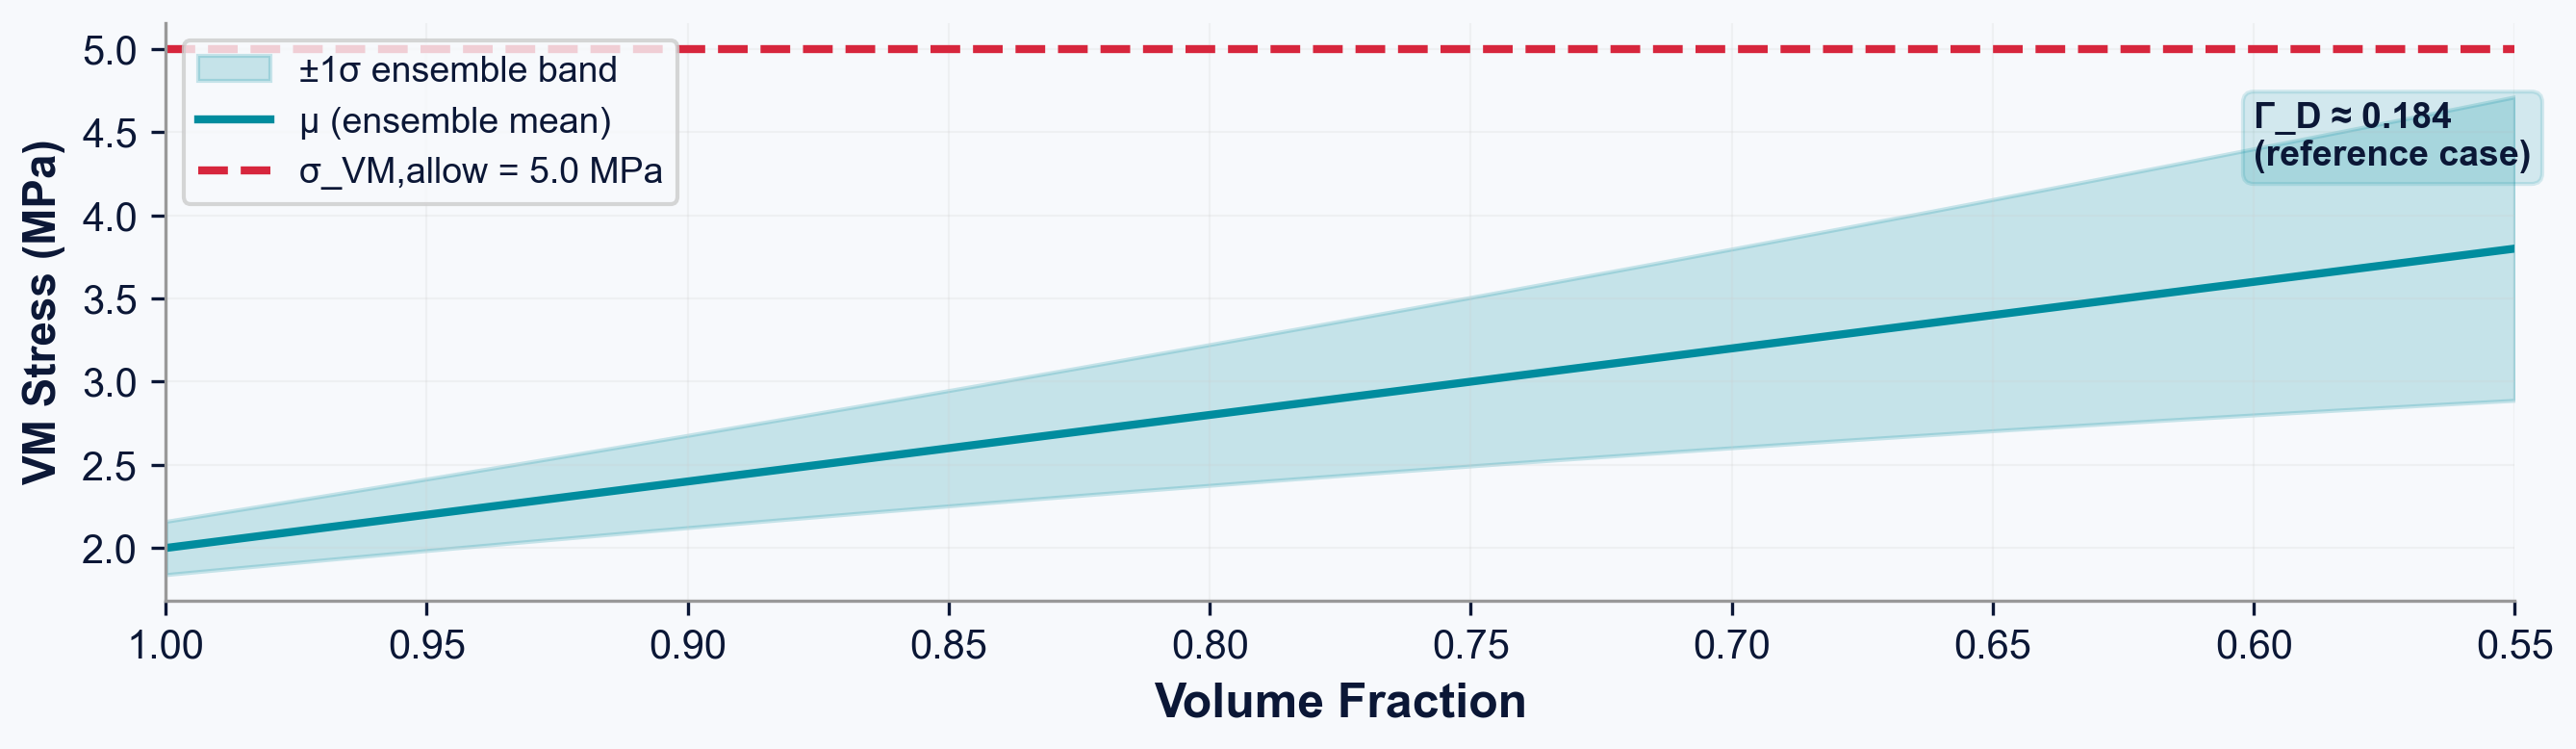 5.0
4.5
4.0
3.5
3.0
2.5
2.0
VM Stress (MPa)
±1σ ensemble band
μ (ensemble mean)
σ_VM,allow = 5.0 MPa
Γ_D ≈ 0.184
(reference case)
1.00 0.95 0.90 0.85 0.80 0.75 0.70 0.65 0.60 0.55
Volume Fraction